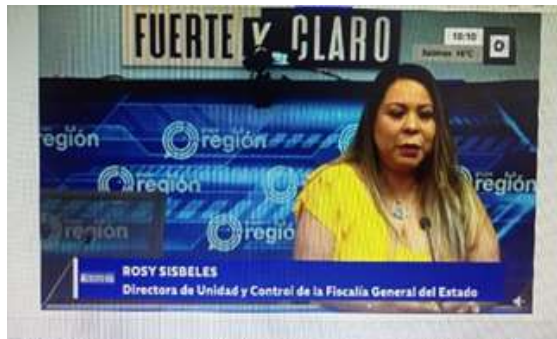 FUERTE Y CLARO
10:10
región
región
región
región
región
región
región
ROSY SISBELES
Directora de Unidad y Control de la Fiscalía General del Estado